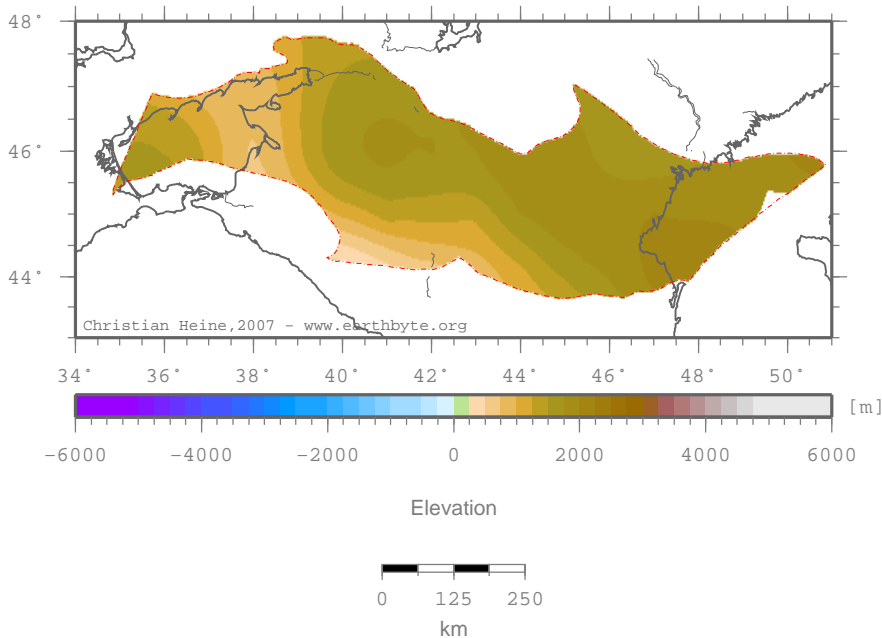 48°
46°
44°
Christian Heine,2007 - www.earthbyte.org
34° 36° 38° 40° 42° 44° 46° 48° 50°
[m]
−6000 −4000 −2000 0 2000 4000 6000
Elevation
0 125 250
km